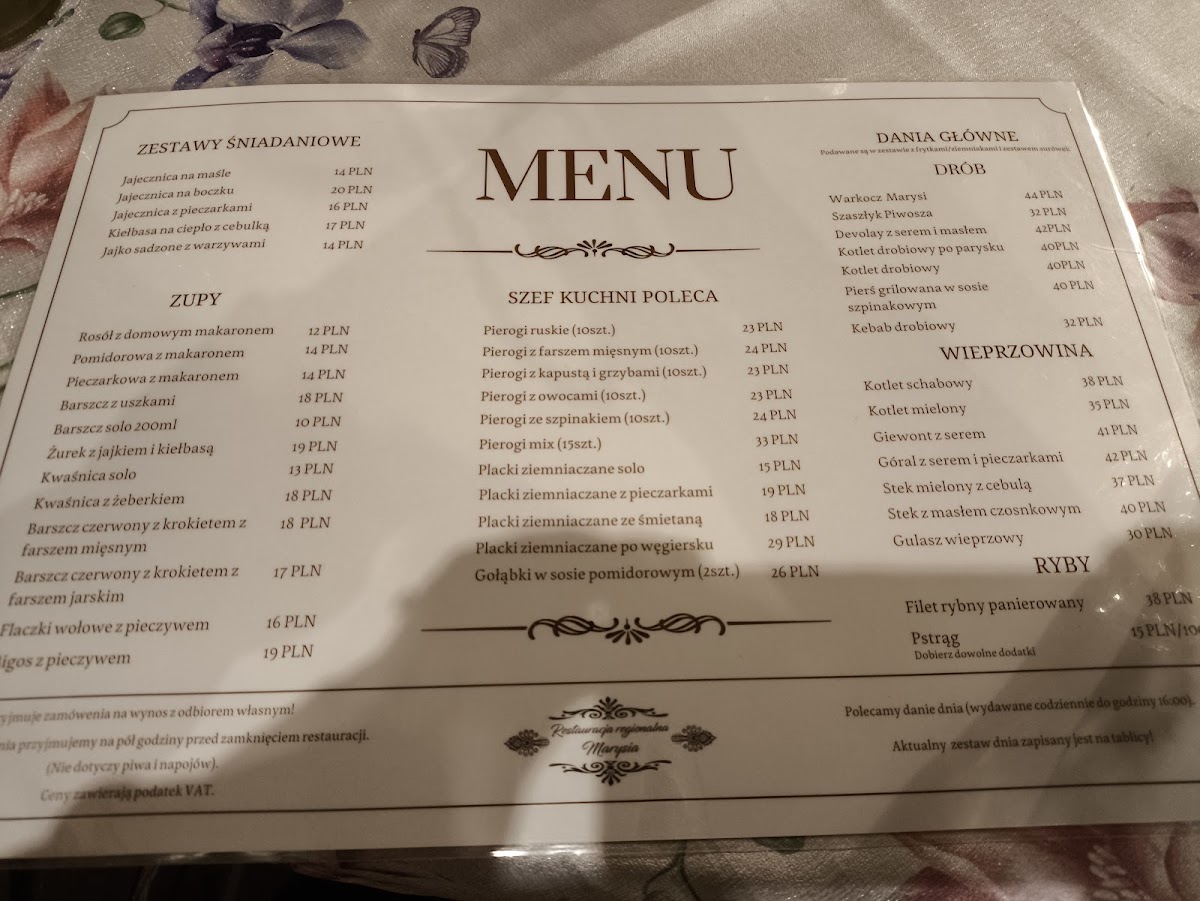 MENU
ZESTAWY ŚNIADANIOWE
Jajecznica na maśle 14 PLN
Jajecznica na boczku 20 PLN
Jajecznica z pieczarkami 16 PLN
Kiełbasa na ciepło z cebulką 17 PLN
Jajko sadzone z warzywami 14 PLN
ZUPY
Rosół z domowym makaronem 12 PLN
Pomidorowa z makaronem 14 PLN
Pieczarkowa z makaronem 14 PLN
Barszcz z uszkami 18 PLN
Barszcz solo 200ml 10 PLN
Żurek z jajkiem i kiełbasą 19 PLN
Kwaśnica solo 13 PLN
Kwaśnica z żeberkiem 18 PLN
Barszcz czerwony z krokietem z 18 PLN
farszem mięsnym
Barszcz czerwony z krokietem z 17 PLN
farszem jarskim
Flaczki wołowe z pieczywem 16 PLN
igos z pieczywem 19 PLN
SZEF KUCHNI POLECA
Pierogi ruskie (10szt.) 23 PLN
Pierogi z farszem mięsnym (10szt.) 24 PLN
Pierogi z kapustą i grzybami (10szt.) 23 PLN
Pierogi z owocami (10szt.) 23 PLN
Pierogi ze szpinakiem (10szt.) 24 PLN
Pierogi mix (15szt.) 33 PLN
Placki ziemniaczane solo 15 PLN
Placki ziemniaczane z pieczarkami 19 PLN
Placki ziemniaczane ze śmietaną 18 PLN
Placki ziemniaczane po węgiersku 29 PLN
Gołąbki w sosie pomidorowym (2szt.) 26 PLN
DANIA GŁÓWNE
Podawane są w zestawie z frytkami/ziemniakami i zestawem surówek
DRÓB
Warkocz Marysi 44 PLN
Szaszłyk Piwosza 32 PLN
Devolay z serem i masłem 42PLN
Kotlet drobiowy po parysku 40PLN
Kotlet drobiowy 40PLN
Pierś grilowana w sosie 40 PLN
szpinakowym
Kebab drobiowy 32 PLN
WIEPRZOWINA
Kotlet schabowy 38 PLN
Kotlet mielony 35 PLN
Giewont z serem 41 PLN
Góral z serem i pieczarkami 42 PLN
Stek mielony z cebulą 37 PLN
Stek z masłem czosnkowym 40 PLN
Gulasz wieprzowy 30 PLN
RYBY
Filet rybny panierowany 38 PLN
Pstrąg 15 PLN/100
Dobierz dowolne dodatki
yjmuje zamówenia na wynos z odbiorem własnym!
nia przyjmujemy na pół godziny przed zamknięciem restauracji.
(Nie dotyczy piwa i napojów).
Ceny zawierają podatek VAT.
Restauracja regionalna
Marysia
Polecamy danie dnia (wydawane codziennie do godziny 16:00).
Aktualny zestaw dnia zapisany jest na tablicy!